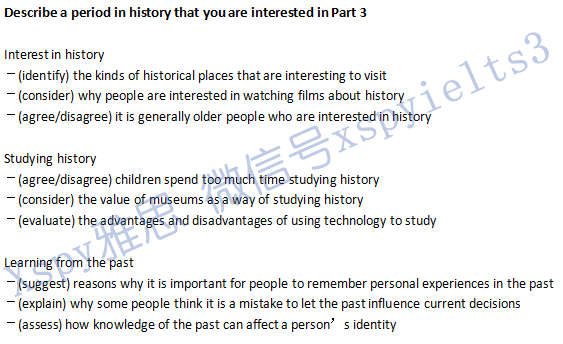 Describe a period in history that you are interested in Part 3
Interest in history
－(identify) the kinds of historical places that are interesting to visit
－(consider) why people are interested in watching films about history
－(agree/disagree) it is generally older people who are interested in history
Studying history
－(agree/disagree) children spend too much time studying history
－(consider) the value of museums as a way of studying history
－(evaluate) the advantages and disadvantages of using technology to study
Learning from the past
－(suggest) reasons why it is important for people to remember personal experiences in the past
－(explain) why some people think it is a mistake to let the past influence current decisions
－(assess) how knowledge of the past can affect a person’s identity
Xspy雅思 微信号xspyielts3